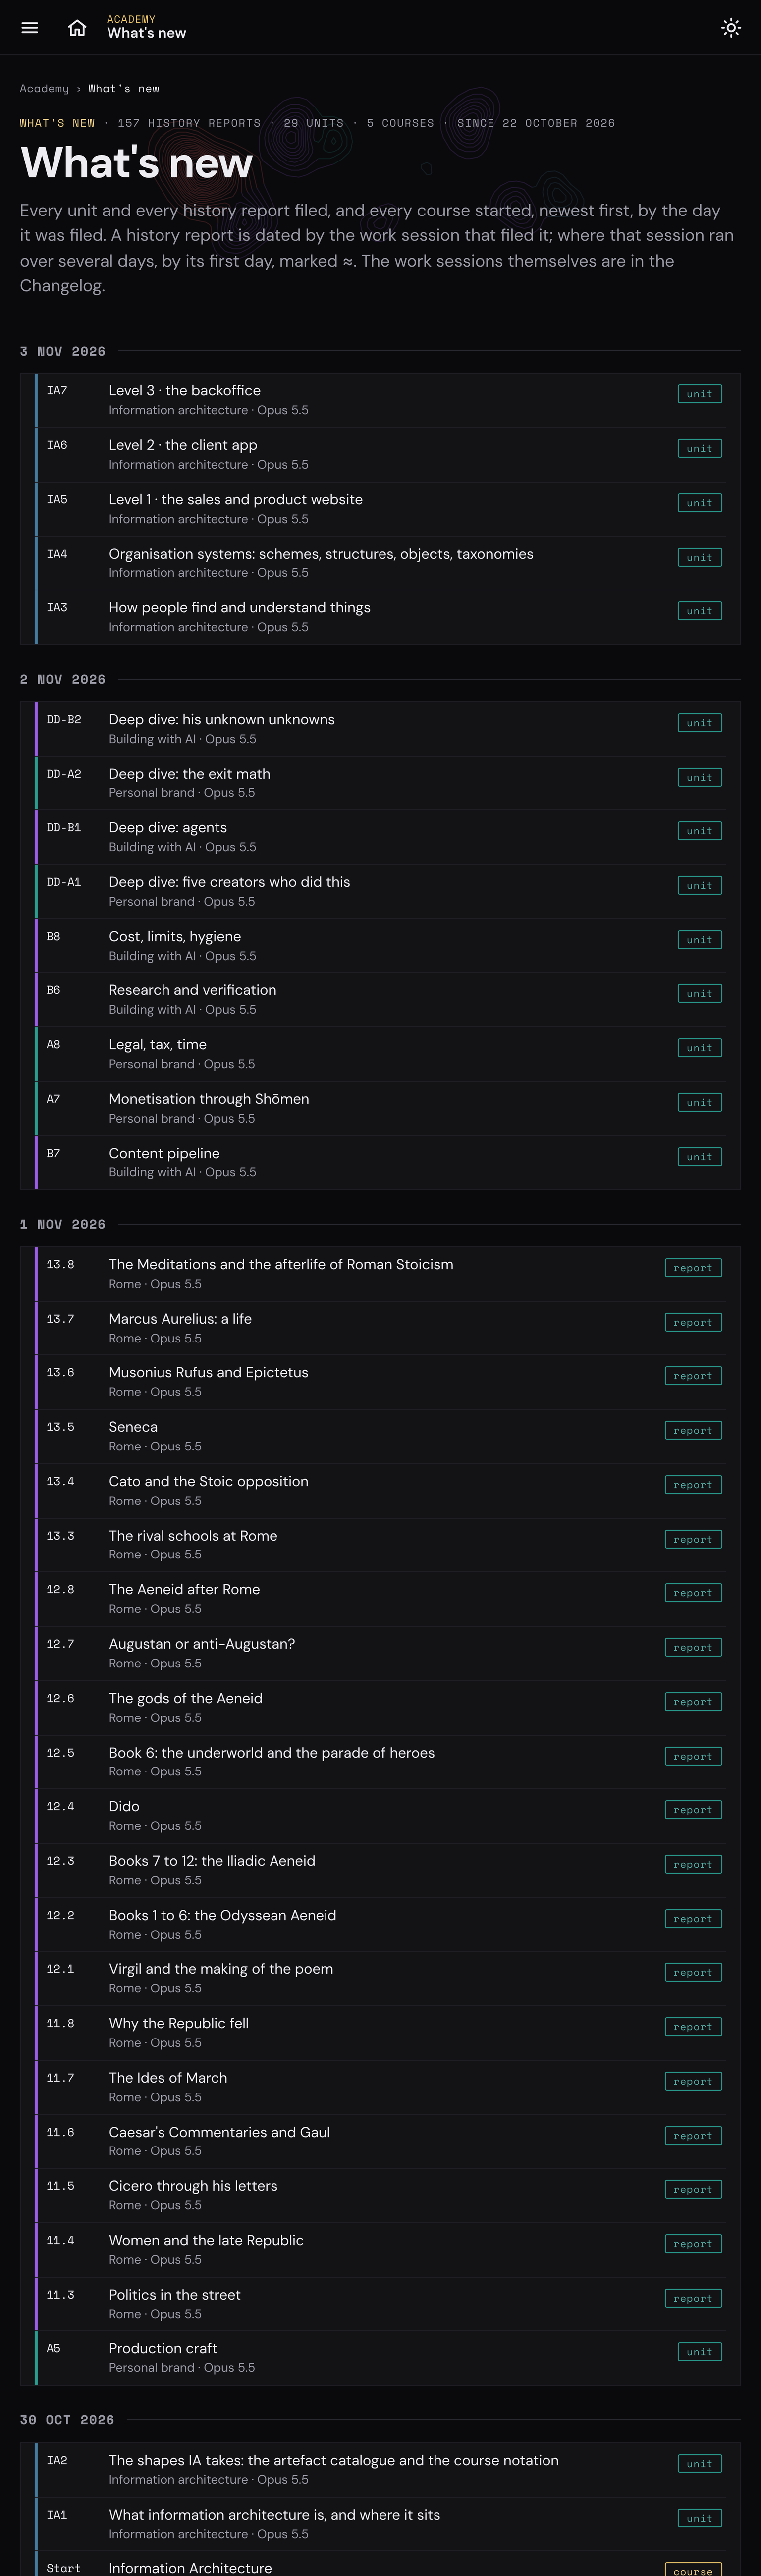 ACADEMY
What's new
Academy › What's new
WHAT'S NEW · 157 HISTORY REPORTS · 29 UNITS · 5 COURSES · SINCE 22 OCTOBER 2026
What's new
Every unit and every history report filed, and every course started, newest first, by the day
it was filed. A history report is dated by the work session that filed it; where that session ran
over several days, by its first day, marked ≈. The work sessions themselves are in the
Changelog.
3 NOV 2026
IA7 Level 3 · the backoffice unit
Information architecture · Opus 5.5
IA6 Level 2 · the client app unit
Information architecture · Opus 5.5
IA5 Level 1 · the sales and product website unit
Information architecture · Opus 5.5
IA4 Organisation systems: schemes, structures, objects, taxonomies unit
Information architecture · Opus 5.5
IA3 How people find and understand things unit
Information architecture · Opus 5.5
2 NOV 2026
DD-B2 Deep dive: his unknown unknowns unit
Building with AI · Opus 5.5
DD-A2 Deep dive: the exit math unit
Personal brand · Opus 5.5
DD-B1 Deep dive: agents unit
Building with AI · Opus 5.5
DD-A1 Deep dive: five creators who did this unit
Personal brand · Opus 5.5
B8 Cost, limits, hygiene unit
Building with AI · Opus 5.5
B6 Research and verification unit
Building with AI · Opus 5.5
A8 Legal, tax, time unit
Personal brand · Opus 5.5
A7 Monetisation through Shōmen unit
Personal brand · Opus 5.5
B7 Content pipeline unit
Building with AI · Opus 5.5
1 NOV 2026
13.8 The Meditations and the afterlife of Roman Stoicism report
Rome · Opus 5.5
13.7 Marcus Aurelius: a life report
Rome · Opus 5.5
13.6 Musonius Rufus and Epictetus report
Rome · Opus 5.5
13.5 Seneca report
Rome · Opus 5.5
13.4 Cato and the Stoic opposition report
Rome · Opus 5.5
13.3 The rival schools at Rome report
Rome · Opus 5.5
12.8 The Aeneid after Rome report
Rome · Opus 5.5
12.7 Augustan or anti-Augustan? report
Rome · Opus 5.5
12.6 The gods of the Aeneid report
Rome · Opus 5.5
12.5 Book 6: the underworld and the parade of heroes report
Rome · Opus 5.5
12.4 Dido report
Rome · Opus 5.5
12.3 Books 7 to 12: the Iliadic Aeneid report
Rome · Opus 5.5
12.2 Books 1 to 6: the Odyssean Aeneid report
Rome · Opus 5.5
12.1 Virgil and the making of the poem report
Rome · Opus 5.5
11.8 Why the Republic fell report
Rome · Opus 5.5
11.7 The Ides of March report
Rome · Opus 5.5
11.6 Caesar's Commentaries and Gaul report
Rome · Opus 5.5
11.5 Cicero through his letters report
Rome · Opus 5.5
11.4 Women and the late Republic report
Rome · Opus 5.5
11.3 Politics in the street report
Rome · Opus 5.5
A5 Production craft unit
Personal brand · Opus 5.5
30 OCT 2026
IA2 The shapes IA takes: the artefact catalogue and the course notation unit
Information architecture · Opus 5.5
IA1 What information architecture is, and where it sits unit
Information architecture · Opus 5.5
Start Information Architecture course